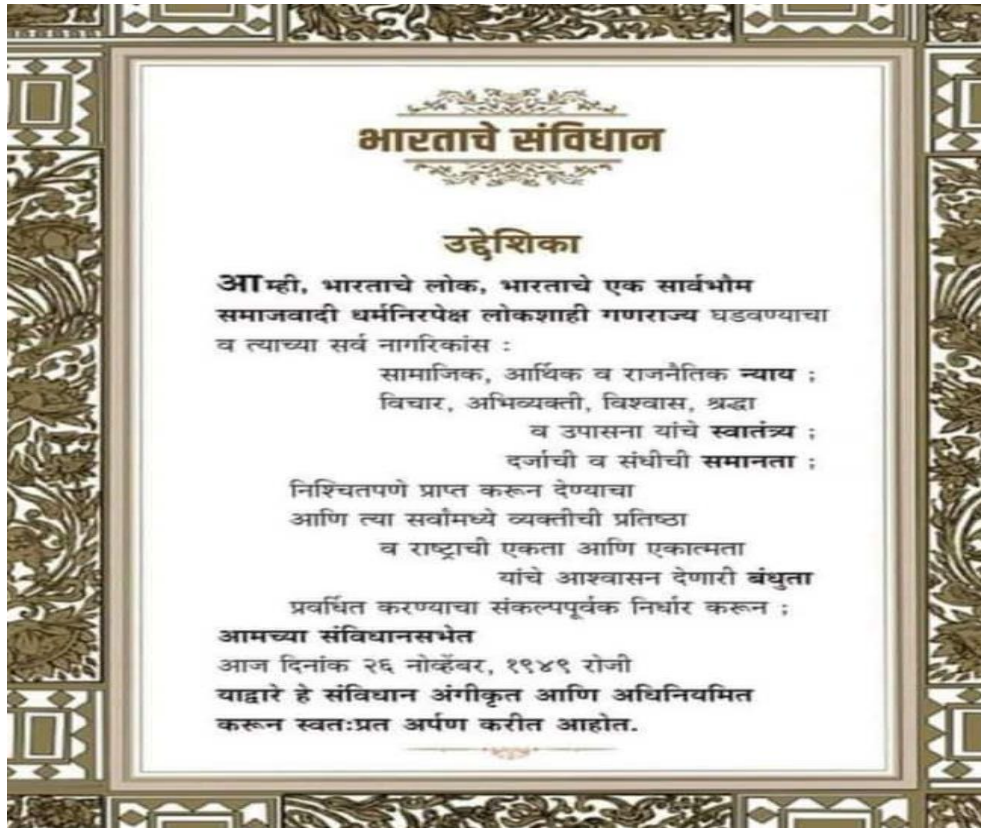 भारताचे संविधान
उद्देशिका
आम्ही, भारताचे लोक, भारताचे एक सार्वभौम
समाजवादी धर्मनिरपेक्ष लोकशाही गणराज्य घडवण्याचा
व त्याच्या सर्व नागरिकांस :
सामाजिक, आर्थिक व राजनैतिक न्याय ;
विचार, अभिव्यक्ती, विश्वास, श्रद्धा
व उपासना यांचे स्वातंत्र्य ;
दर्जाची व संधीची समानता ;
निश्चितपणे प्राप्त करून देण्याचा
आणि त्या सर्वांमध्ये व्यक्तीची प्रतिष्ठा
व राष्ट्राची एकता आणि एकात्मता
यांचे आश्वासन देणारी बंधुता
प्रवर्धित करण्याचा संकल्पपूर्वक निर्धार करून ;
आमच्या संविधानसभेत
आज दिनांक २६ नोव्हेंबर, १९४९ रोजी
याद्वारे हे संविधान अंगीकृत आणि अधिनियमित
करून स्वतःप्रत अर्पण करीत आहोत.